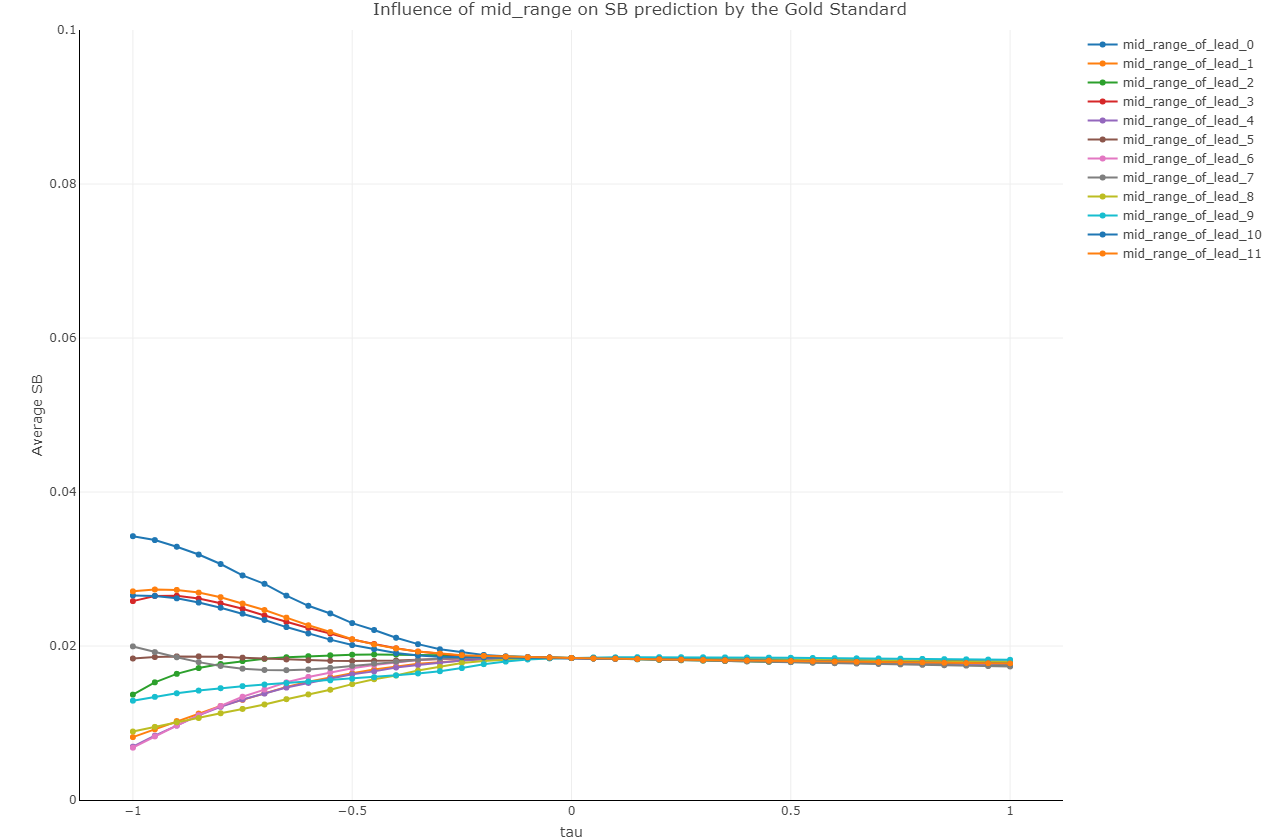 Influence of mid_range on SB prediction by the Gold Standard
0.1
0.08
0.06
0.04
0.02
0
Average SB
−1
−0.5
0
0.5
1
tau
mid_range_of_lead_0
mid_range_of_lead_1
mid_range_of_lead_2
mid_range_of_lead_3
mid_range_of_lead_4
mid_range_of_lead_5
mid_range_of_lead_6
mid_range_of_lead_7
mid_range_of_lead_8
mid_range_of_lead_9
mid_range_of_lead_10
mid_range_of_lead_11